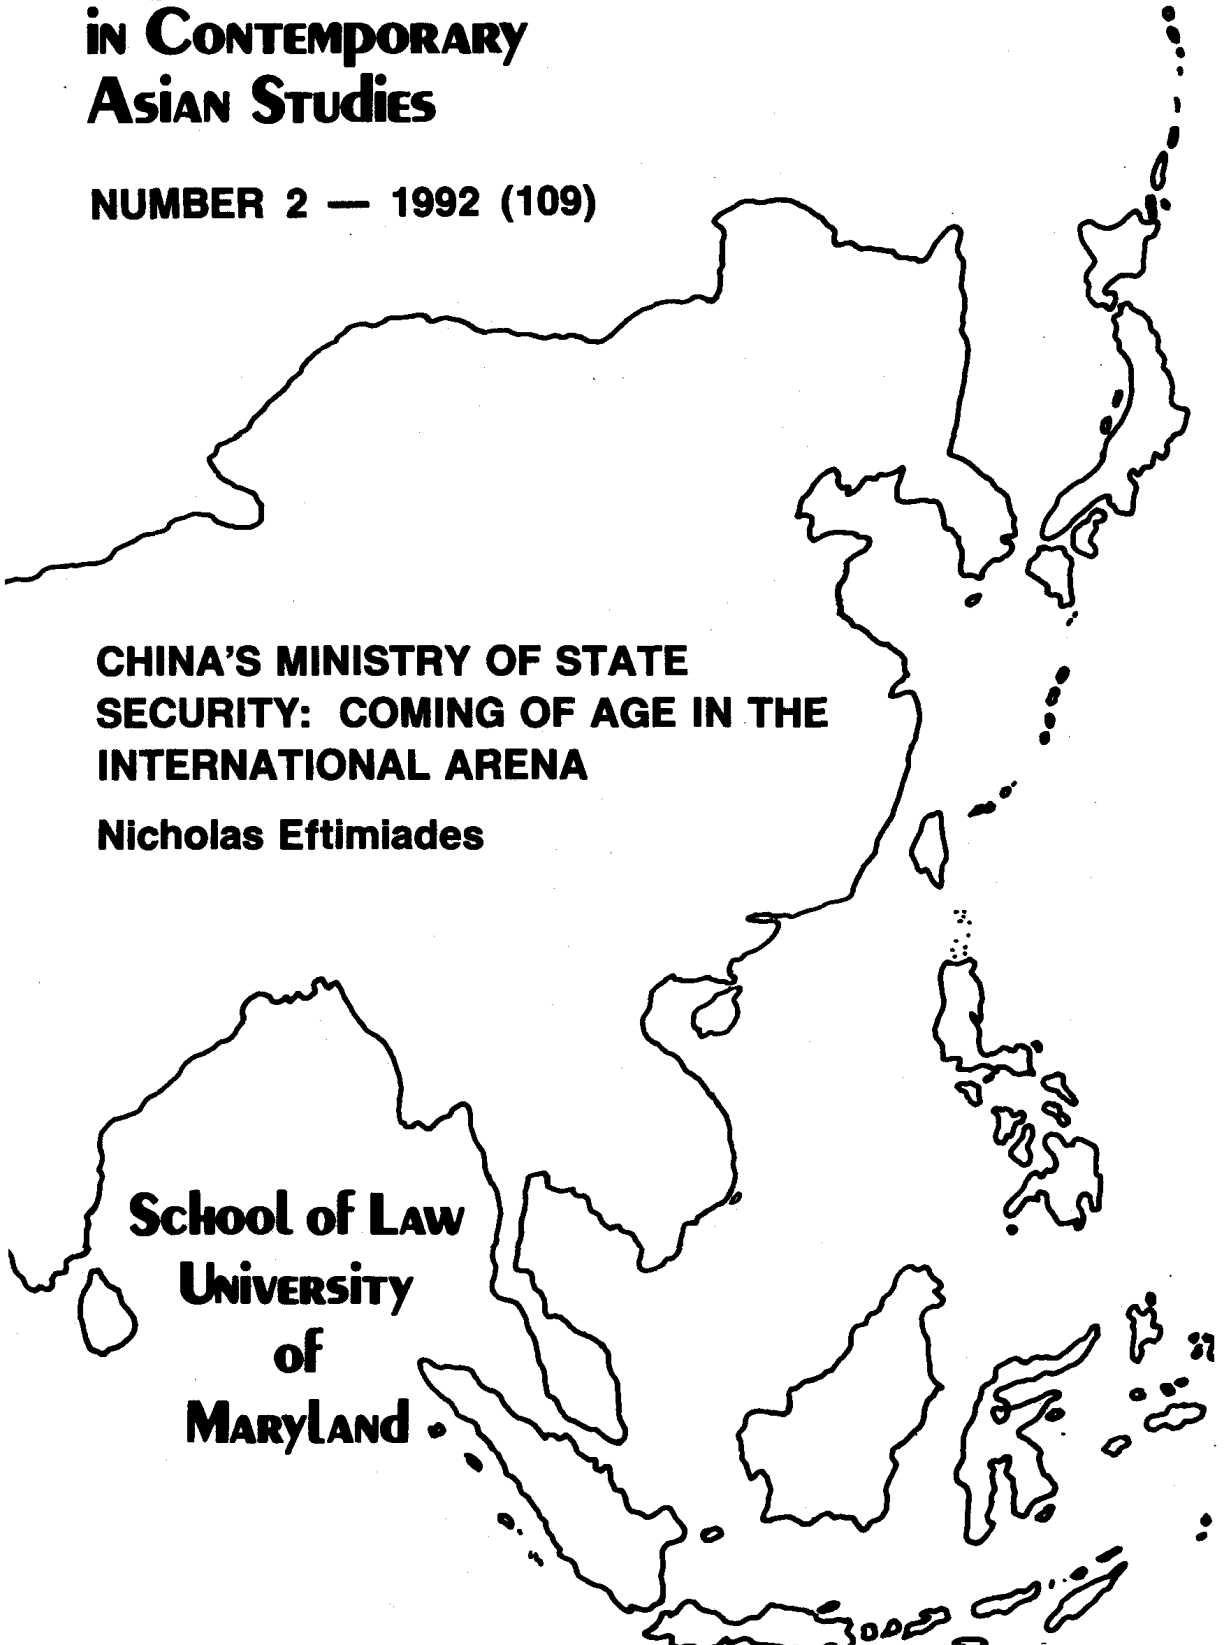 in Contemporary
Asian Studies
NUMBER 2 — 1992 (109)
CHINA'S MINISTRY OF STATE
SECURITY: COMING OF AGE IN THE
INTERNATIONAL ARENA
Nicholas Eftimiades
School of Law
University
of
Maryland